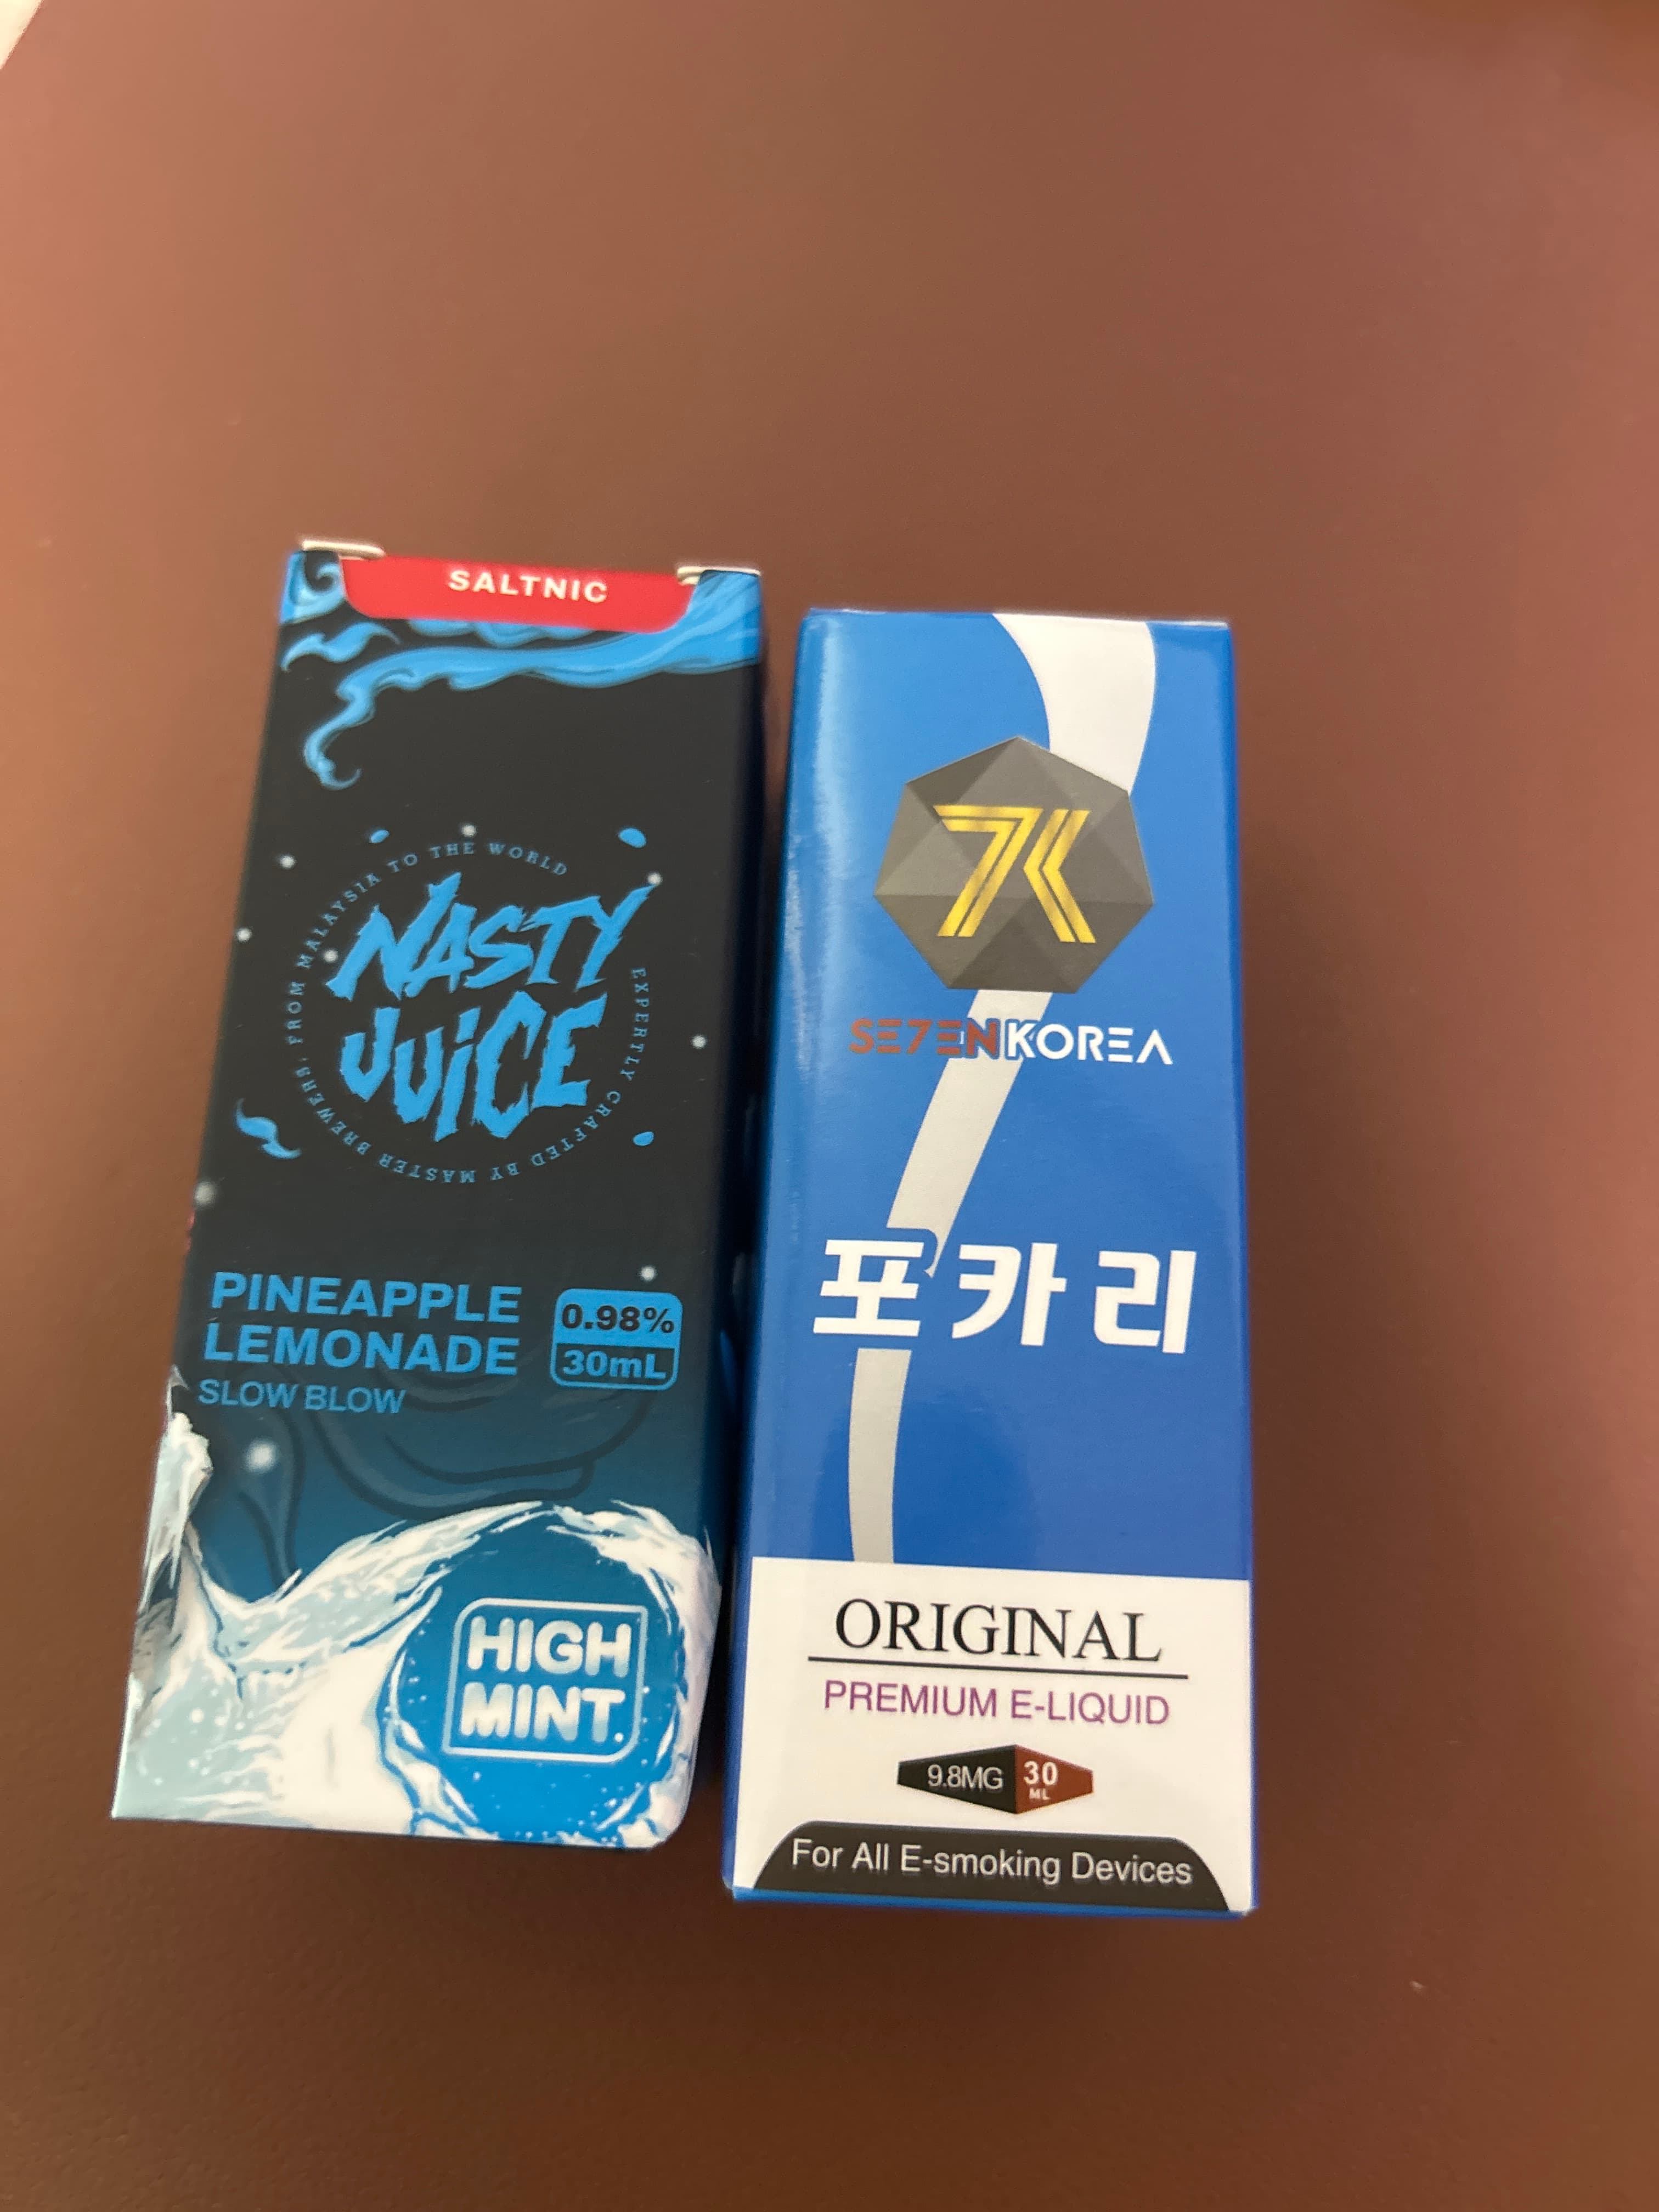 SALTNIC
FROM MALAYSIA TO THE WORLD
EXPERTLY CRAFTED BY MASTER BREWERS.
NASTY
JUICE
PINEAPPLE
LEMONADE
SLOW BLOW
0.98%
30mL
HIGH
MINT.
7K
SE7EN KOREA
포카리
ORIGINAL
PREMIUM E-LIQUID
9.8MG
30
ML
For All E-smoking Devices